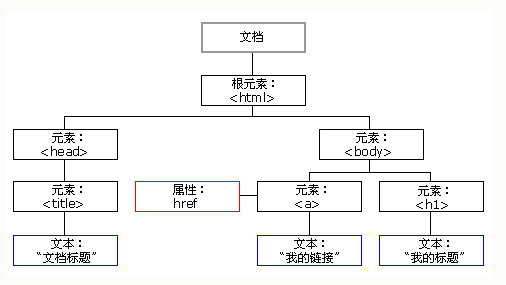 文档
根元素：
<html>
元素：
<head>
元素：
<body>
元素：
<title>
属性：
href
元素：
<a>
元素：
<h1>
文本：
“文档标题”
文本：
“我的链接”
文本：
“我的标题”